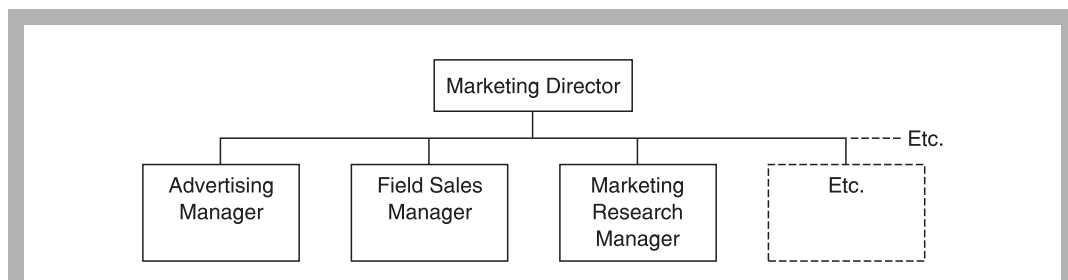 Marketing Director
Etc.
Advertising
Manager
Field Sales
Manager
Marketing
Research
Manager
Etc.